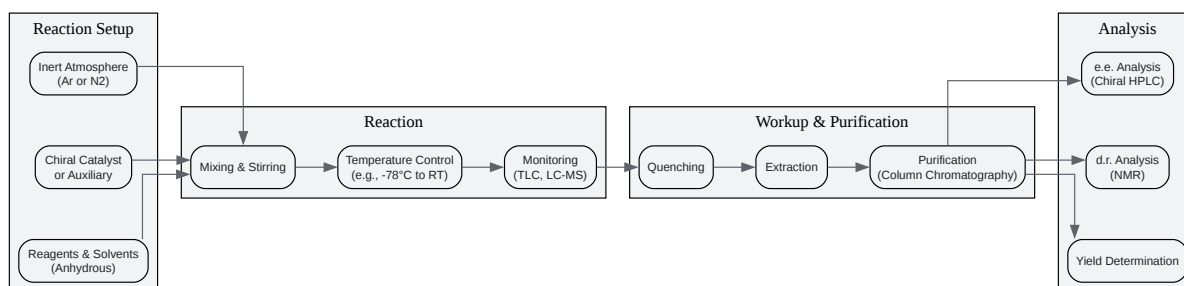 Reaction Setup
Inert Atmosphere
(Ar or N2)
Chiral Catalyst
or Auxiliary
Reagents & Solvents
(Anhydrous)
Reaction
Mixing & Stirring
Temperature Control
(e.g., -78°C to RT)
Monitoring
(TLC, LC-MS)
Workup & Purification
Quenching
Extraction
Purification
(Column Chromatography)
Analysis
e.e. Analysis
(Chiral HPLC)
d.r. Analysis
(NMR)
Yield Determination